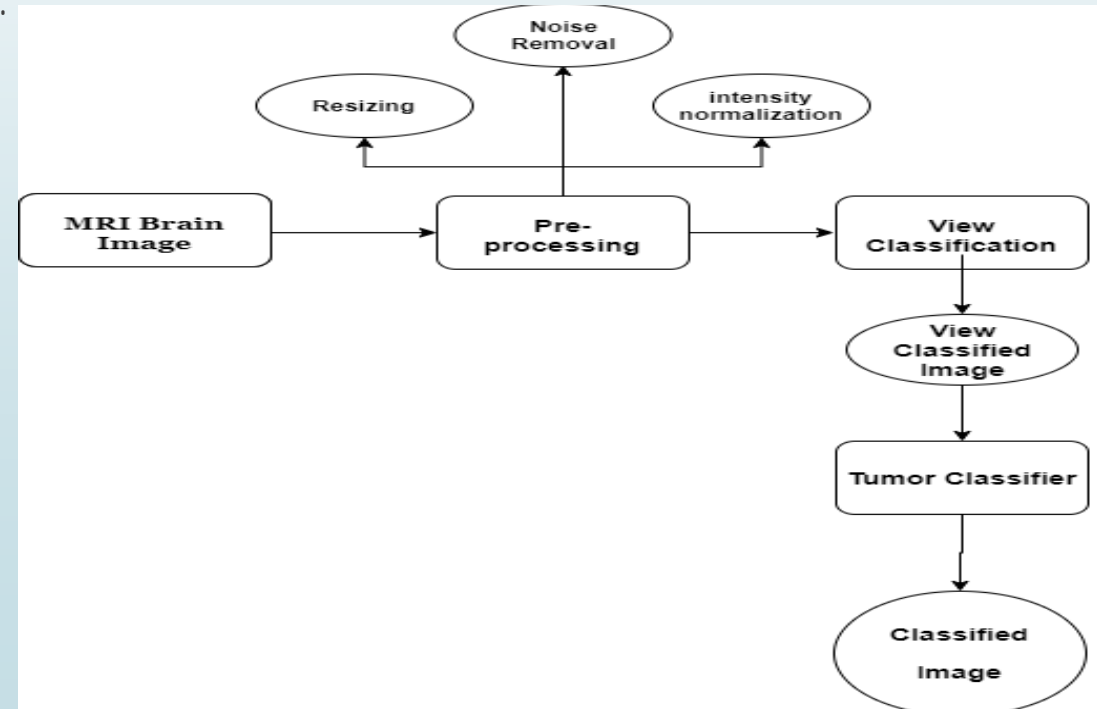 Noise
Removal
Resizing
intensity
normalization
MRI Brain
Image
Pre-
processing
View
Classification
View
Classified
Image
Tumor Classifier
Classified
Image